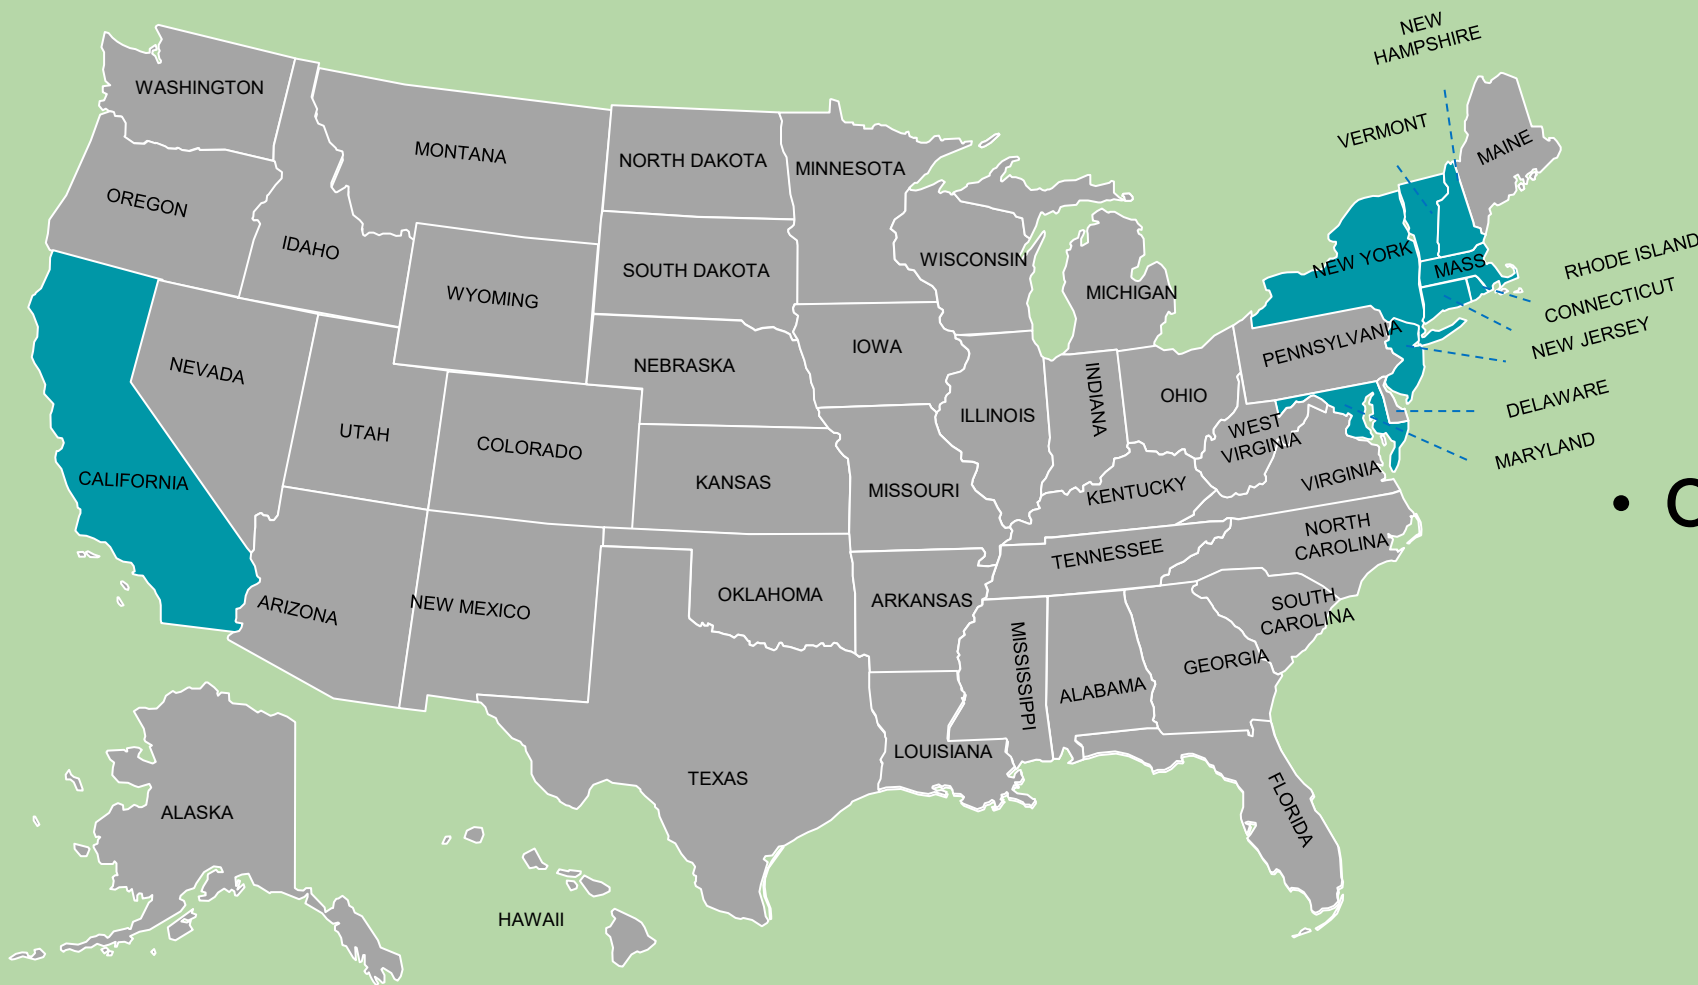 NEW
HAMPSHIRE
VERMONT
MAINE
WASHINGTON
MONTANA
NORTH DAKOTA
MINNESOTA
OREGON
IDAHO
WISCONSIN
SOUTH DAKOTA
WYOMING
MICHIGAN
NEW YORK
MASS
RHODE ISLAND
CONNECTICUT
NEW JERSEY
PENNSYLVANIA
NEVADA
NEBRASKA
IOWA
INDIANA
OHIO
DELAWARE
ILLINOIS
UTAH
COLORADO
WEST
VIRGINIA
MARYLAND
CALIFORNIA
KANSAS
MISSOURI
KENTUCKY
VIRGINIA
•
NORTH
CAROLINA
TENNESSEE
ARIZONA
NEW MEXICO
OKLAHOMA
ARKANSAS
SOUTH
CAROLINA
MISSISSIPPI
ALABAMA
GEORGIA
LOUISIANA
TEXAS
FLORIDA
ALASKA
HAWAII